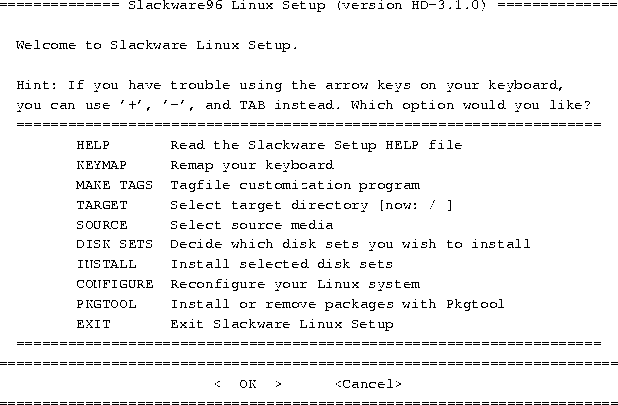 ============== Slackware96 Linux Setup (version HD-3.1.0) ==============
Welcome to Slackware Linux Setup.
Hint: If you have trouble using the arrow keys on your keyboard,
you can use '+', '-', and TAB instead. Which option would you like?
====================================================================
HELP Read the Slackware Setup HELP file
KEYMAP Remap your keyboard
MAKE TAGS Tagfile customization program
TARGET Select target directory [now: / ]
SOURCE Select source media
DISK SETS Decide which disk sets you wish to install
INSTALL Install selected disk sets
CONFIGURE Reconfigure your Linux system
PKGTOOL Install or remove packages with Pkgtool
EXIT Exit Slackware Linux Setup
====================================================================
========================================================================
< OK > <Cancel>
========================================================================